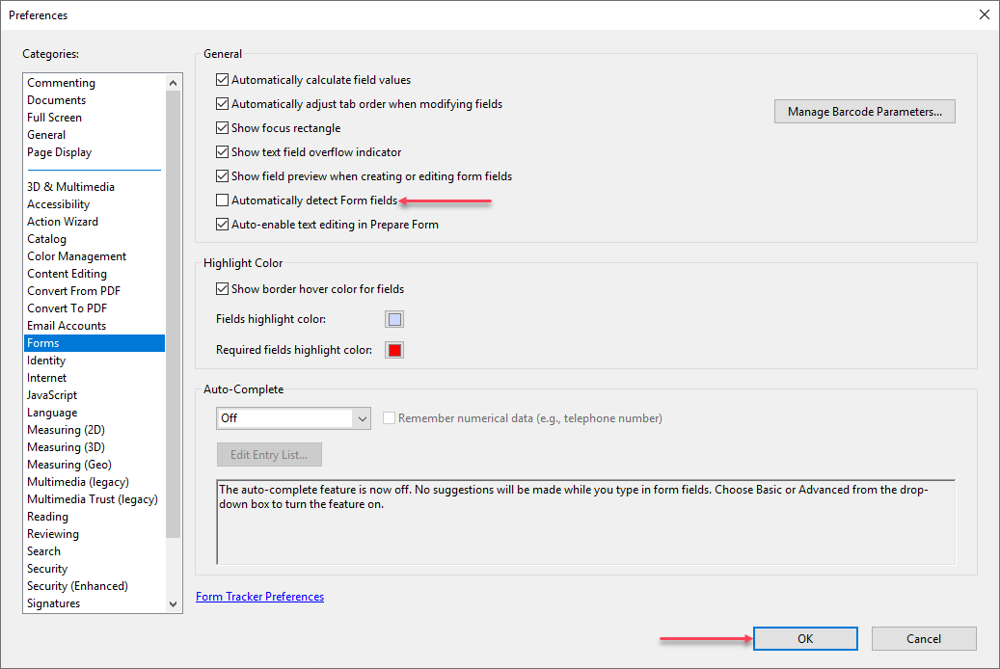 Preferences
Categories:
Commenting
Documents
Full Screen
General
Page Display
3D & Multimedia
Accessibility
Action Wizard
Catalog
Color Management
Content Editing
Convert From PDF
Convert To PDF
Email Accounts
Forms
Identity
Internet
JavaScript
Language
Measuring (2D)
Measuring (3D)
Measuring (Geo)
Multimedia (legacy)
Multimedia Trust (legacy)
Reading
Reviewing
Search
Security
Security (Enhanced)
Signatures
General
Automatically calculate field values
Automatically adjust tab order when modifying fields
Show focus rectangle
Show text field overflow indicator
Show field preview when creating or editing form fields
Automatically detect Form fields
Auto-enable text editing in Prepare Form
Manage Barcode Parameters...
Highlight Color
Show border hover color for fields
Fields highlight color:
Required fields highlight color:
Auto-Complete
Off
Remember numerical data (e.g., telephone number)
Edit Entry List...
The auto-complete feature is now off. No suggestions will be made while you type in form fields. Choose Basic or Advanced from the drop-
down box to turn the feature on.
Form Tracker Preferences
OK
Cancel